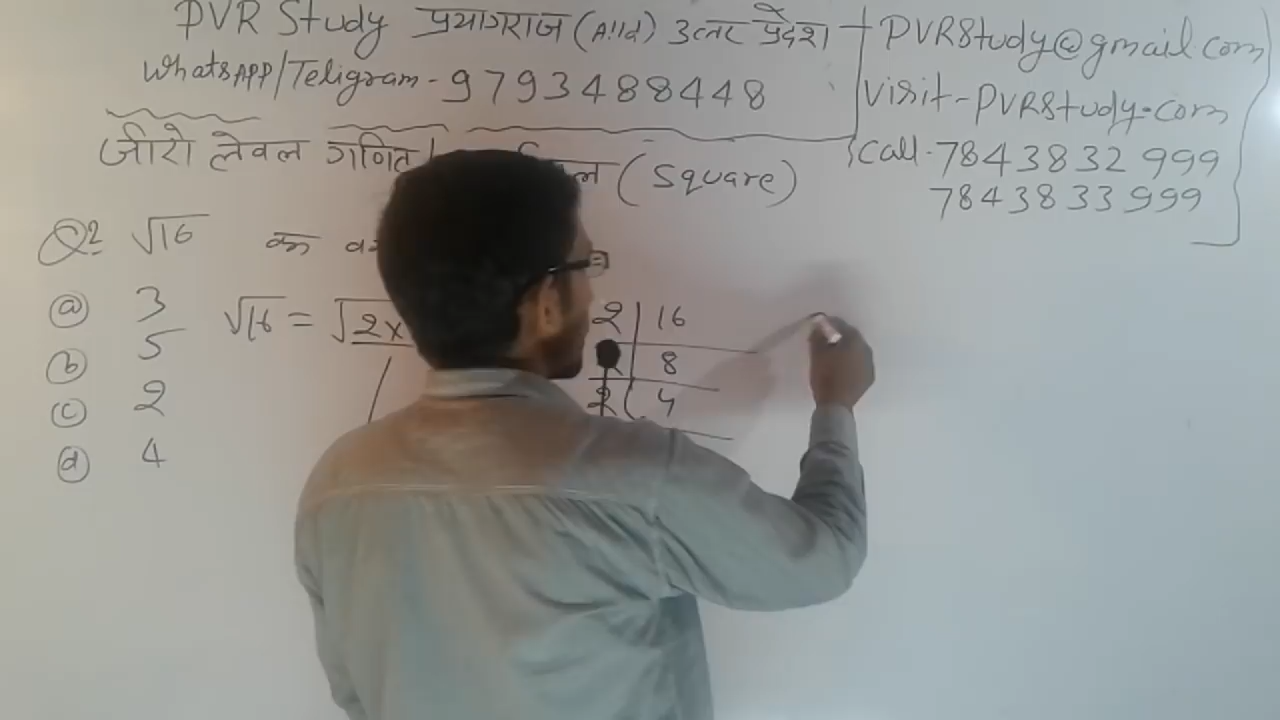 PVR Study प्रयागराज (Alld) उत्तर प्रदेश
WhatsAPP/Teligram - 9793488448
PVRStudy@gmail.com
visit-PVRStudy.com
Call-7843832999
7843833999
जीरो लेवल गणित (Square)
Q2 √16 का
(a) 3
(b) 5
(c) 2
(d) 4
√16 = √2x
2 | 16
8
2 | 4